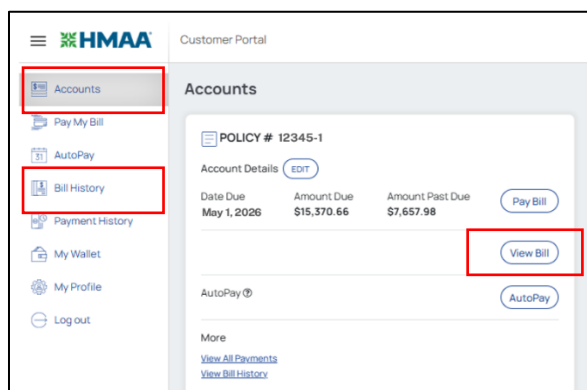 HMAA Customer Portal
Accounts
Pay My Bill
AutoPay
31
Bill History
Payment History
My Wallet
My Profile
Log out
Accounts
POLICY # 12345-1
Account Details EDIT
Date Due Amount Due Amount Past Due
May 1, 2026 $15,370.66 $7,657.98
Pay Bill
View Bill
AutoPay ?
AutoPay
More
View All Payments
View Bill History